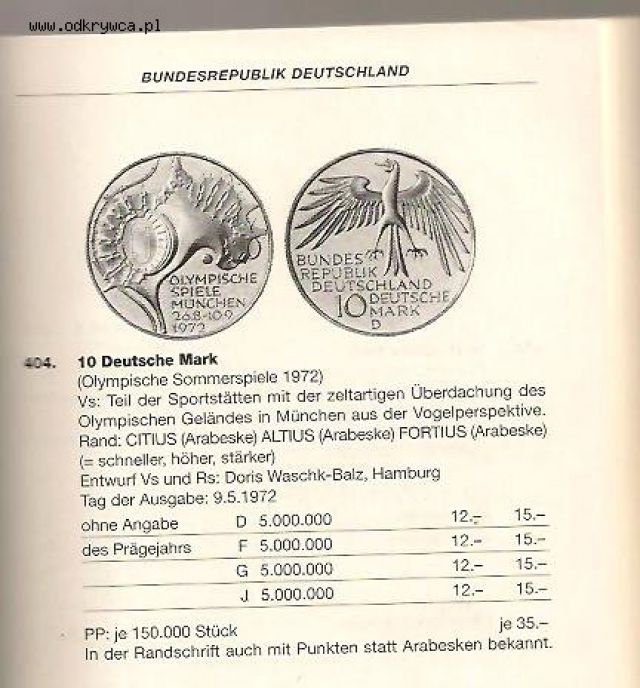 www.odkrywca.pl
BUNDESREPUBLIK DEUTSCHLAND
OLYMPISCHE
SPIELE
MÜNCHEN
26.8-10.9
1972
BUNDES
REPUBLIK
DEUTSCHLAND
10 DEUTSCHE
MARK
D
404. 10 Deutsche Mark
(Olympische Sommerspiele 1972)
Vs: Teil der Sportstätten mit der zeltartigen Überdachung des
Olympischen Geländes in München aus der Vogelperspektive.
Rand: CITIUS (Arabeske) ALTIUS (Arabeske) FORTIUS (Arabeske)
(= schneller, höher, stärker)
Entwurf Vs und Rs: Doris Waschk-Balz, Hamburg
Tag der Ausgabe: 9.5.1972
ohne Angabe D 5.000.000 12.– 15.–
des Prägejahrs F 5.000.000 12.– 15.–
G 5.000.000 12.– 15.–
J 5.000.000 12.– 15.–
PP: je 150.000 Stück je 35.–
In der Randschrift auch mit Punkten statt Arabesken bekannt.